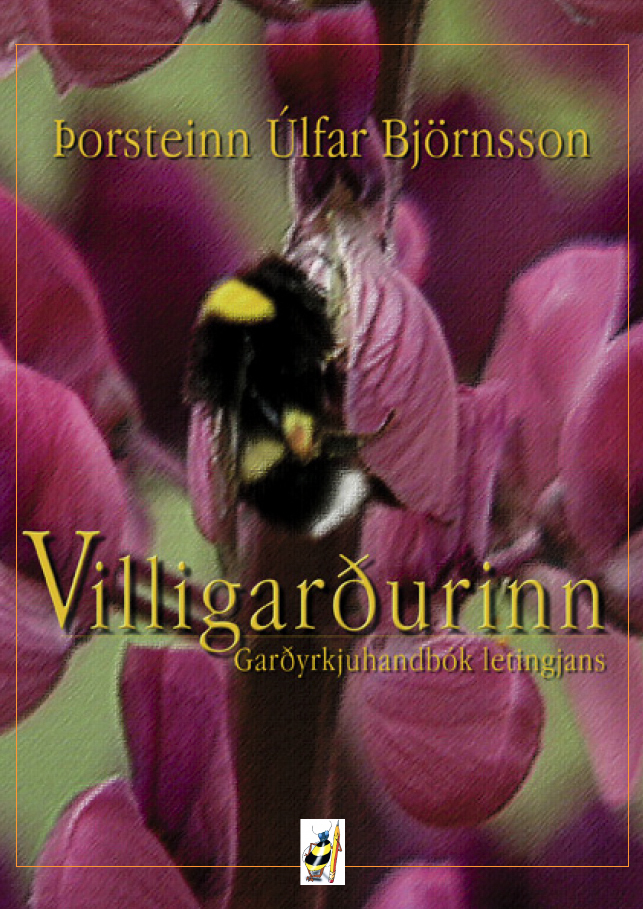 Þorsteinn Úlfar Björnsson
Villigarðurinn
Garðyrkjuhandbók letingjans